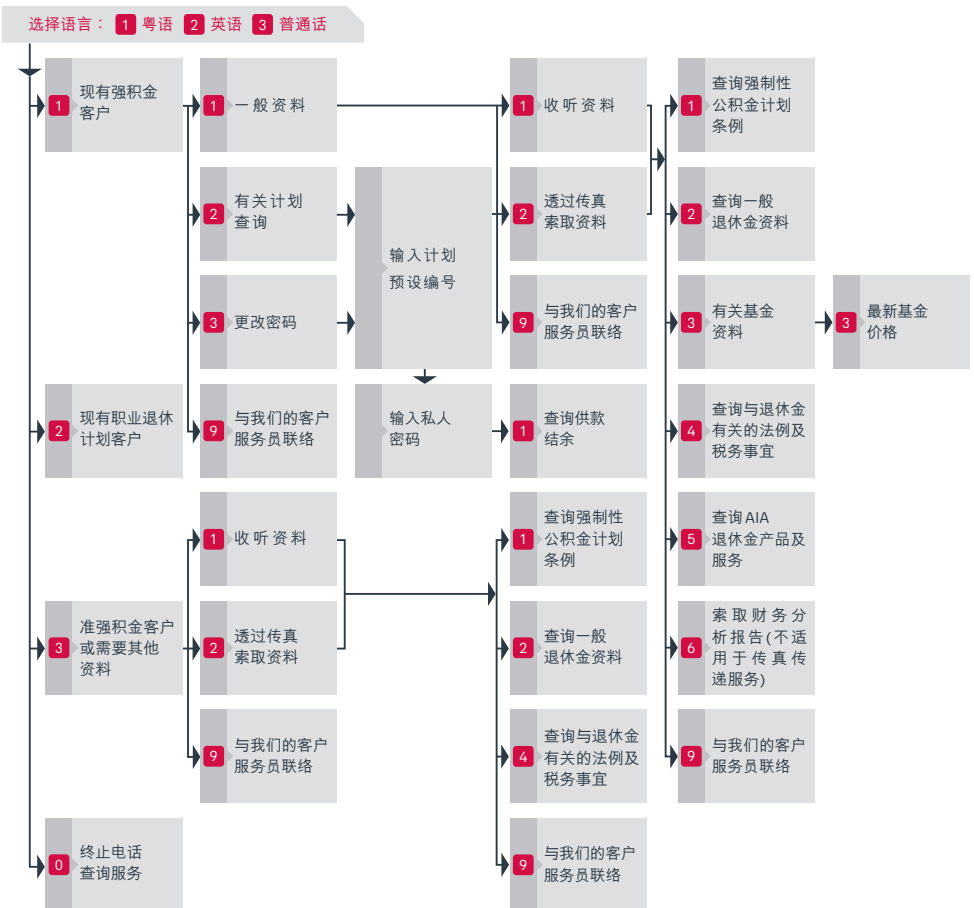 选择语言： 1 粤语 2 英语 3 普通话
1 现有强积金
客户
1 一般资料
2 有关计划
查询
3 更改密码
9 与我们的客户
服务员联络
输入计划
预设编号
输入私人
密码
1 收听资料
2 透过传真
索取资料
9 与我们的客户
服务员联络
1 查询供款
结余
1 查询强制性
公积金计划
条例
2 查询一般
退休金资料
3 有关基金
资料
3 最新基金
价格
4 查询与退休金
有关的法例及
税务事宜
5 查询AIA
退休金产品及
服务
6 索取财务分
析报告(不适
用于传真传
递服务)
9 与我们的客户
服务员联络
2 现有职业退休
计划客户
3 准强积金客户
或需要其他
资料
1 收听资料
2 透过传真
索取资料
9 与我们的客户
服务员联络
1 查询强制性
公积金计划
条例
2 查询一般
退休金资料
4 查询与退休金
有关的法例及
税务事宜
9 与我们的客户
服务员联络
0 终止电话
查询服务